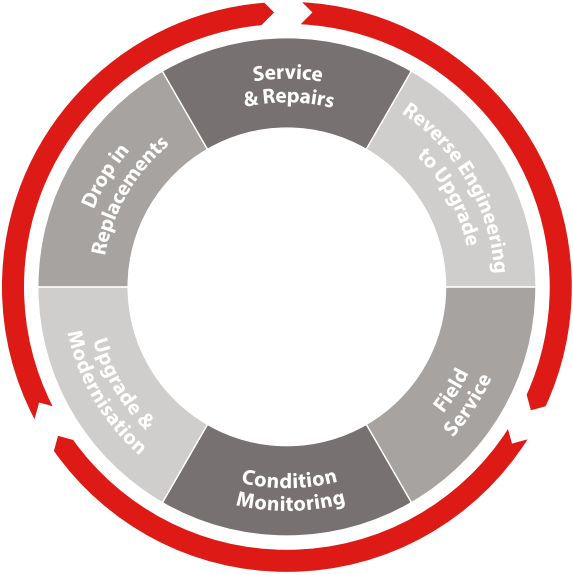 Service
& Repairs
Reverse Engineering
to Upgrade
Field
Service
Condition
Monitoring
Upgrade &
Modernisation
Drop in
Replacements